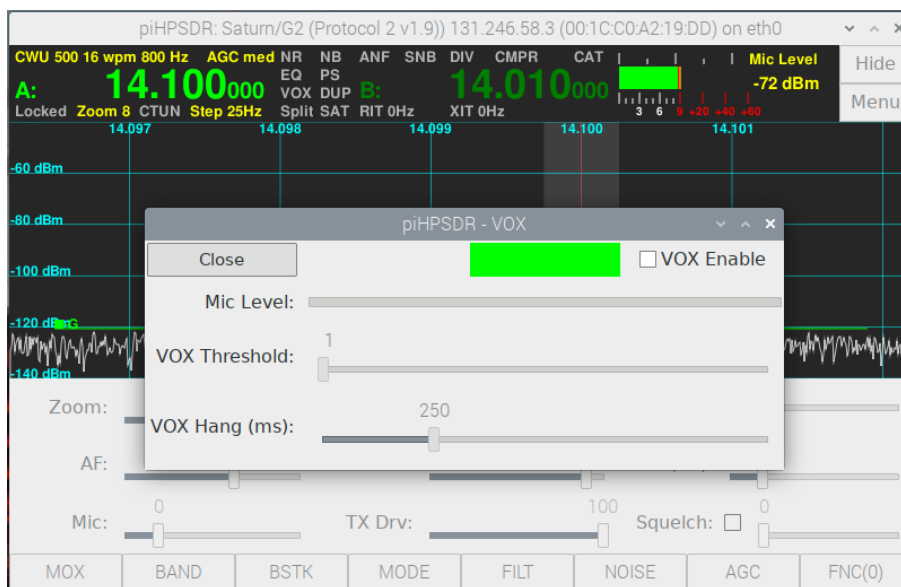 piHPSDR: Saturn/G2 (Protocol 2 v1.9)) 131.246.58.3 (00:1C:C0:A2:19:DD) on eth0
CWU 500 16 wpm 800 Hz AGC med NR NB ANF SNB DIV CMPR CAT Mic Level Hide
EQ PS
A: 14.100000 VOX DUP B: 14.010000 -72 dBm
Locked Zoom 8 CTUN Step 25Hz Split SAT RIT 0Hz XIT 0Hz 3 6 9 +20 +40 +60 Menu
14.097 14.098 14.099 14.100 14.101
-60 dBm
-80 dBm
piHPSDR - VOX
Close VOX Enable
-100 dBm
Mic Level:
-120 dBm G
1
VOX Threshold:
-140 dBm
Zoom:
250
VOX Hang (ms):
AF:
0 100 0
Mic: TX Drv: Squelch:
MOX BAND BSTK MODE FILT NOISE AGC FNC(0)